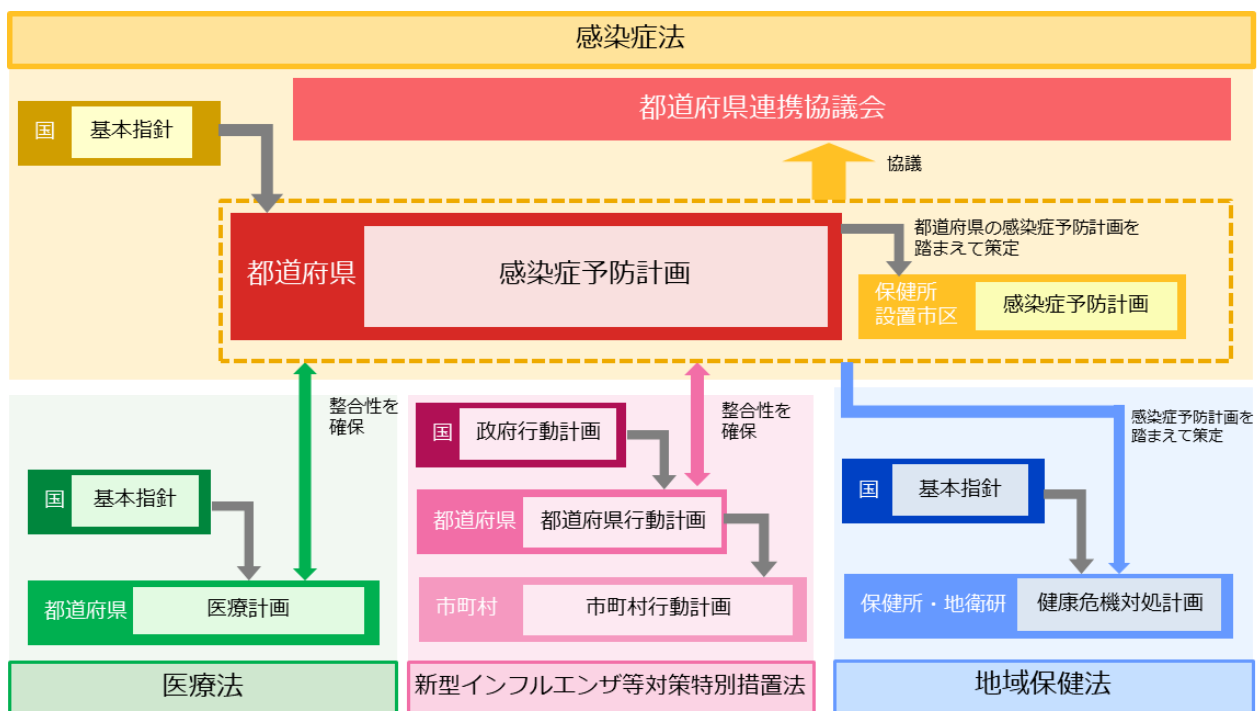 感染症法
都道府県連携協議会
国
基本指針
協議
都道府県の感染症予防計画を
踏まえて策定
都道府県
感染症予防計画
保健所
設置市区
感染症予防計画
整合性を
確保
整合性を
確保
感染症予防計画を
踏まえて策定
国
基本指針
都道府県
医療計画
医療法
国
政府行動計画
都道府県
都道府県行動計画
市町村
市町村行動計画
新型インフルエンザ等対策特別措置法
国
基本指針
保健所・地衛研
健康危機対処計画
地域保健法